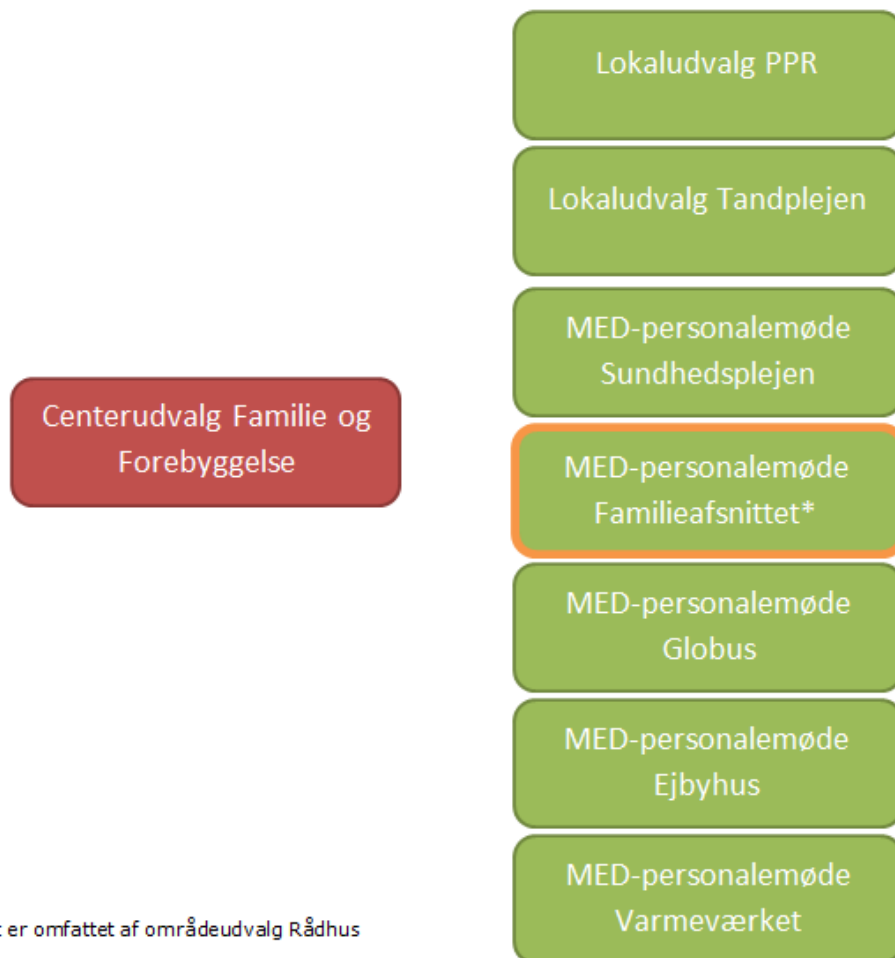 Lokaludvalg PPR
Lokaludvalg Tandplejen
MED-personalemøde
Sundhedsplejen
Centerudvalg Familie og
Forebyggelse
MED-personalemøde
Familieafsnittet*
MED-personalemøde
Globus
MED-personalemøde
Ejbyhus
MED-personalemøde
Varmeværket
er omfattet af områdeudvalg Rådhus